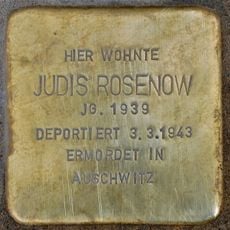 HIER WOHNTE
JUDIS ROSENOW
JG. 1939
DEPORTIERT 3.3.1943
ERMORDET IN
AUSCHWITZ